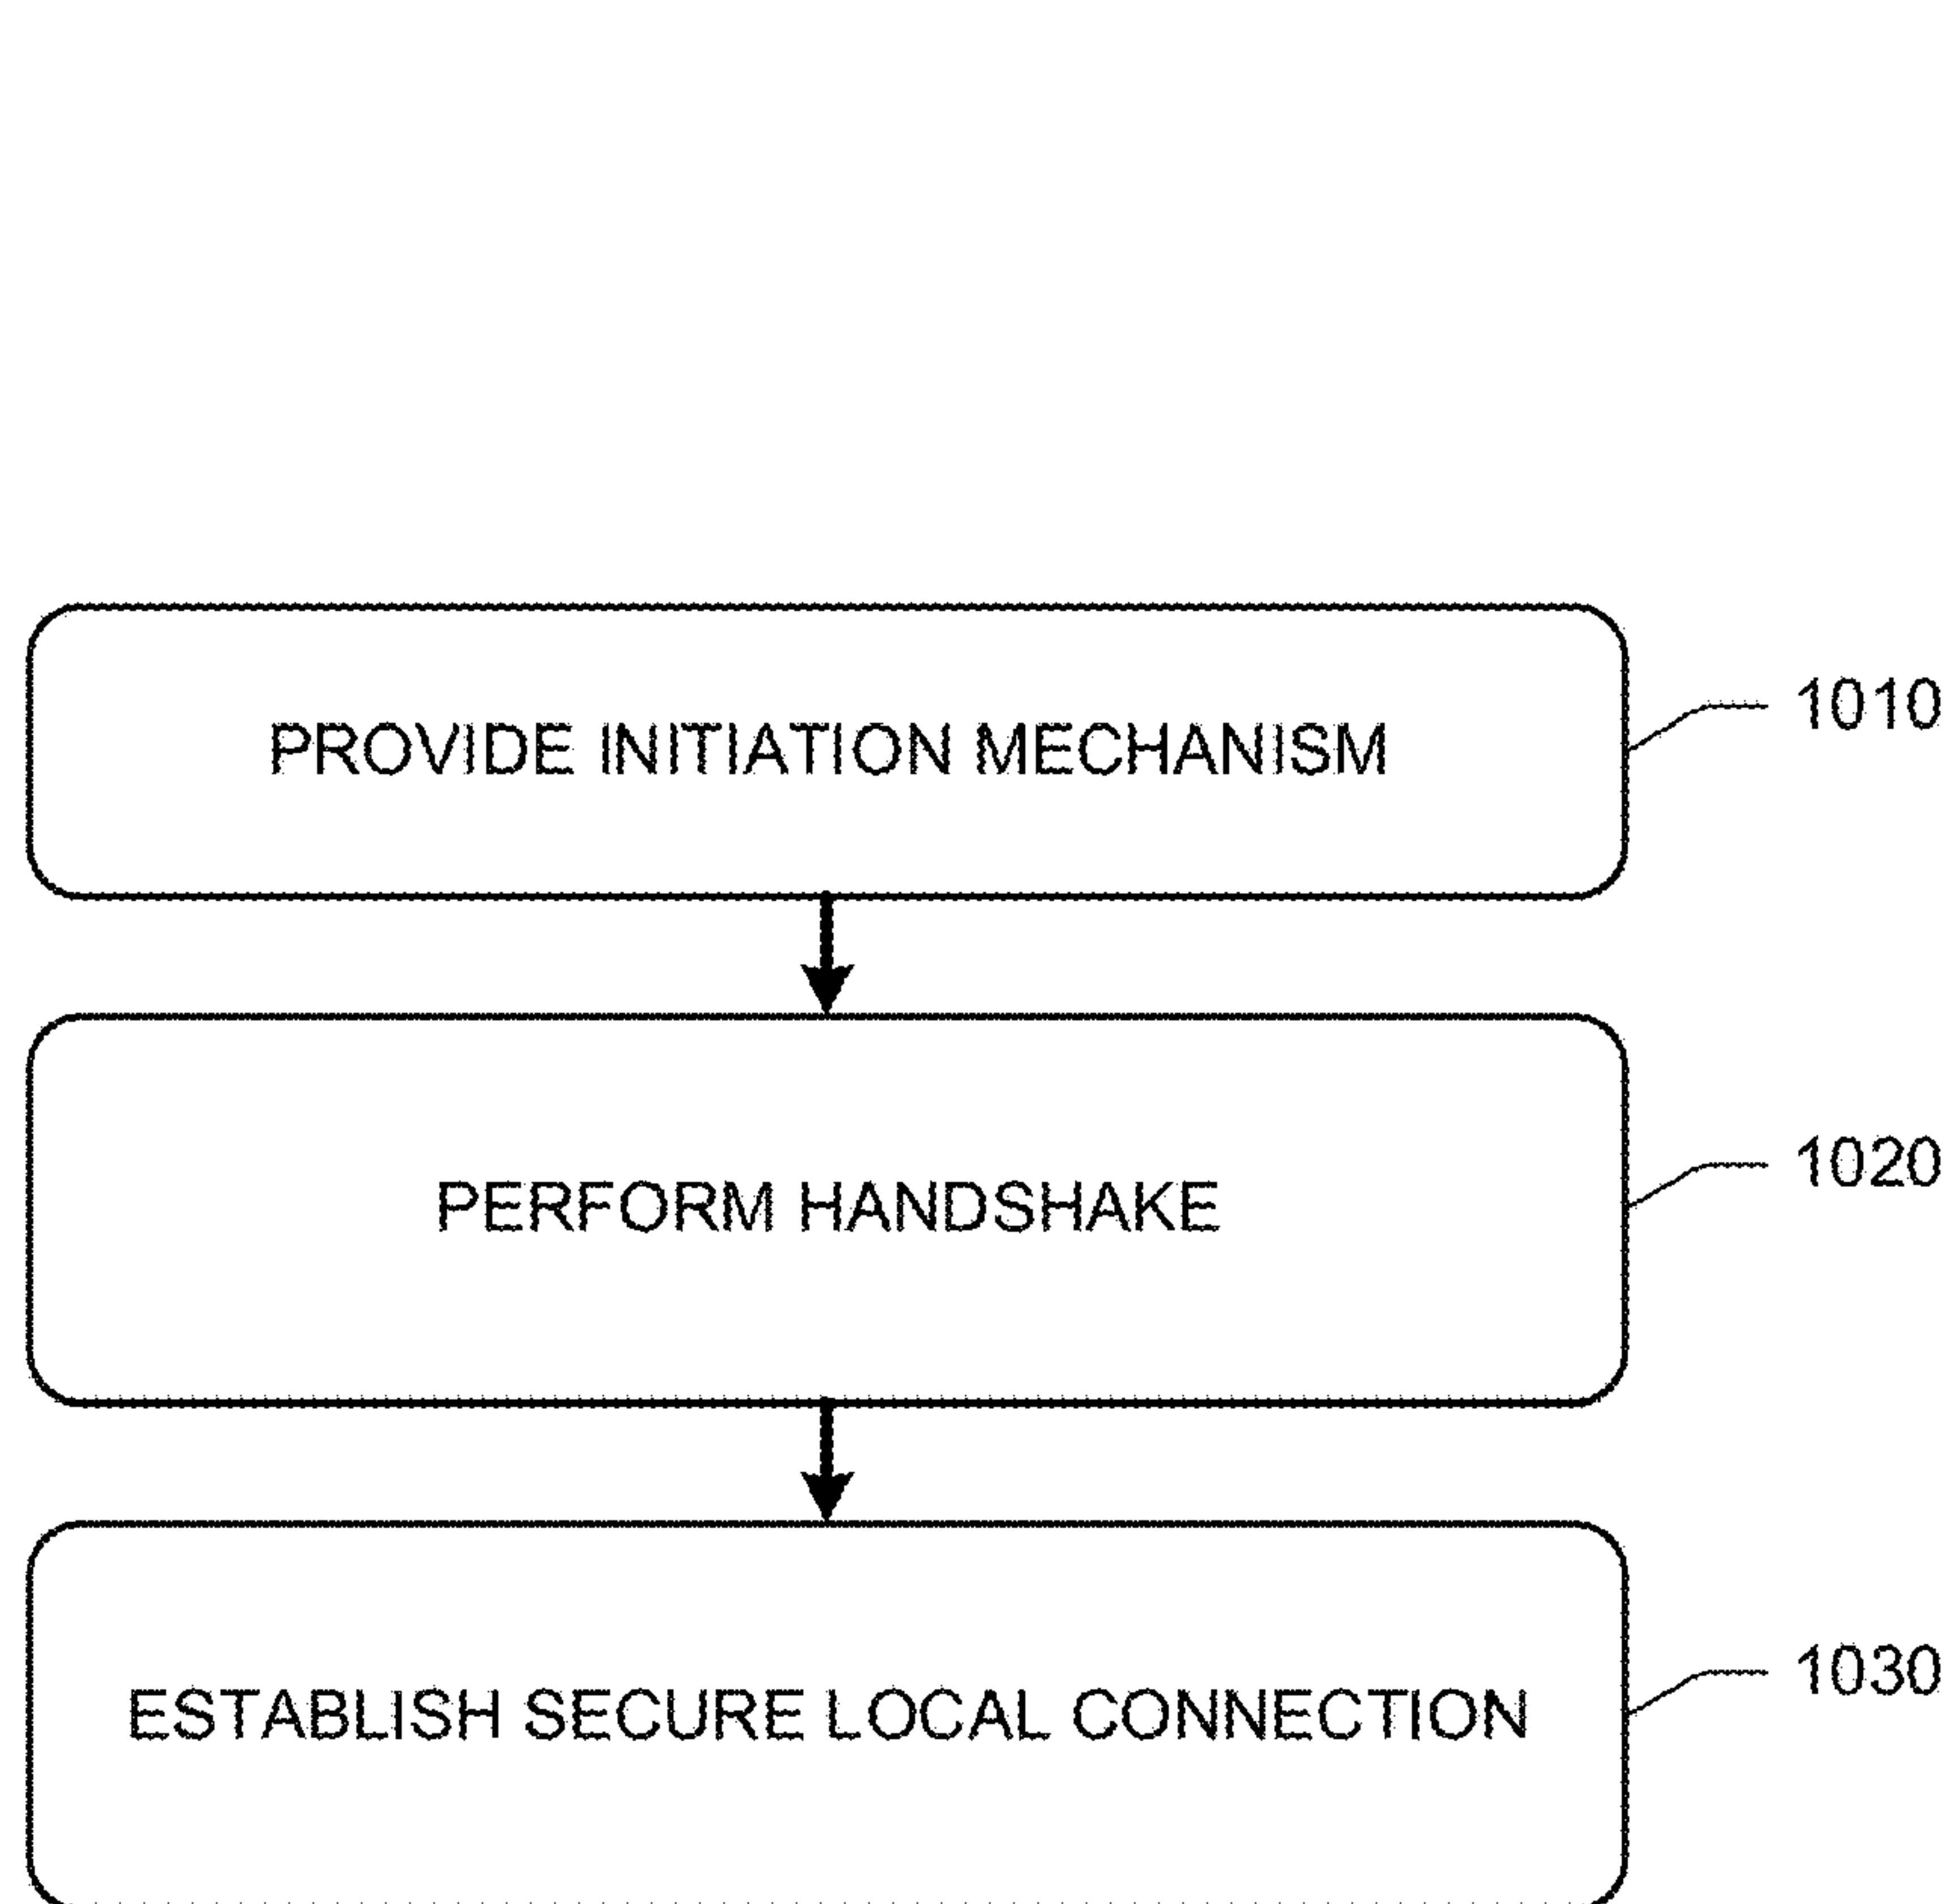 PROVIDE INITIATION MECHANISM
1010
PERFORM HANDSHAKE
1020
ESTABLISH SECURE LOCAL CONNECTION
1030